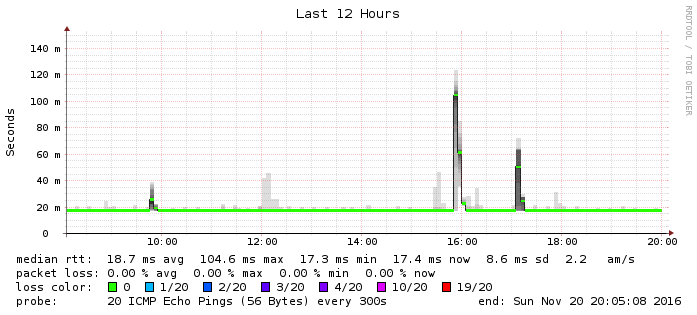 Last 12 Hours
RRDTOOL / TOBI OETIKER
Seconds
140 m
120 m
100 m
80 m
60 m
40 m
20 m
0
10:00 12:00 14:00 16:00 18:00 20:00
median rtt: 18.7 ms avg 104.6 ms max 17.3 ms min 17.4 ms now 8.6 ms sd 2.2 am/s
packet loss: 0.00 % avg 0.00 % max 0.00 % min 0.00 % now
loss color: 0 1/20 2/20 3/20 4/20 10/20 19/20
probe: 20 ICMP Echo Pings (56 Bytes) every 300s end: Sun Nov 20 20:05:08 2016